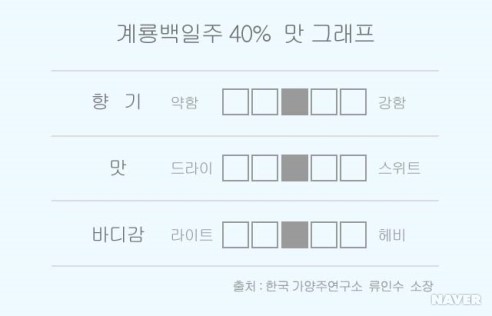 계룡백일주 40% 맛 그래프
향 기 약함 강함
맛 드라이 스위트
바디감 라이트 헤비
출처 : 한국 가양주연구소 류인수 소장
NAVER